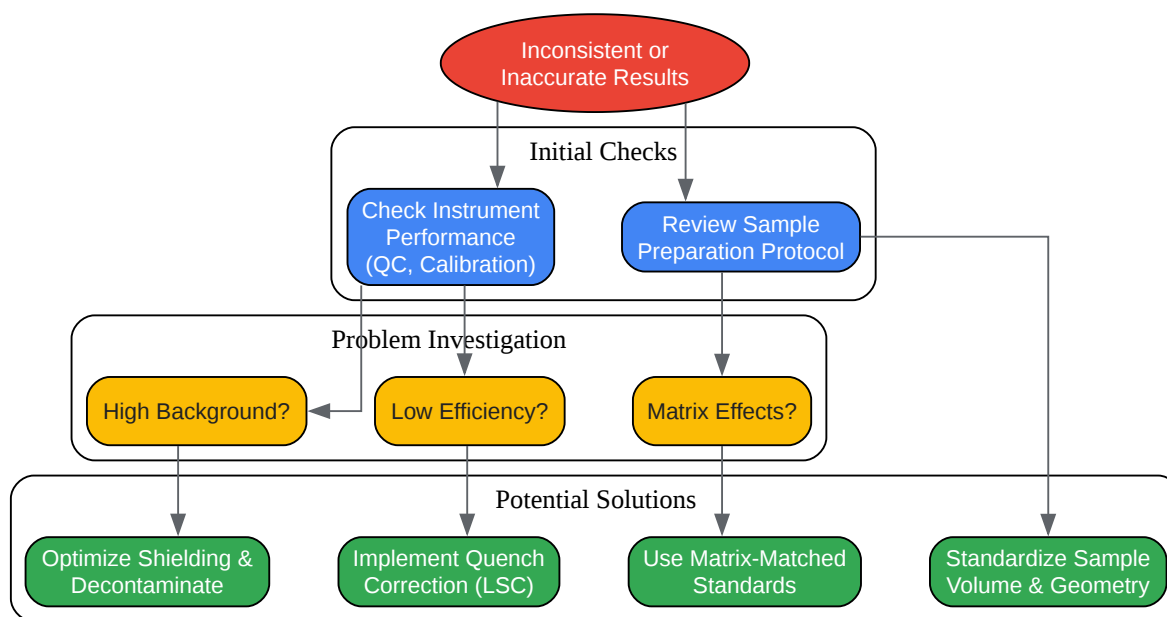 Inconsistent or
Inaccurate Results
Initial Checks
Check Instrument
Performance
(QC, Calibration)
Review Sample
Preparation Protocol
Problem Investigation
High Background?
Low Efficiency?
Matrix Effects?
Potential Solutions
Optimize Shielding &
Decontaminate
Implement Quench
Correction (LSC)
Use Matrix-Matched
Standards
Standardize Sample
Volume & Geometry